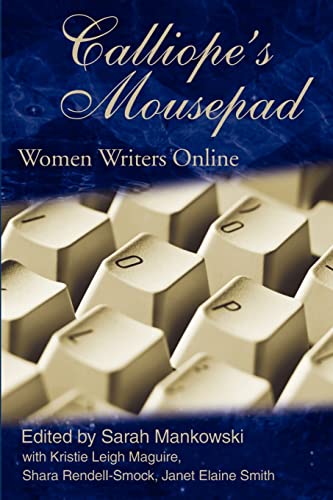 Calliope's
Mousepad
Women Writers Online
I
O
P
L
Edited by Sarah Mankowski
with Kristie Leigh Maguire,
Shara Rendell-Smock, Janet Elaine Smith